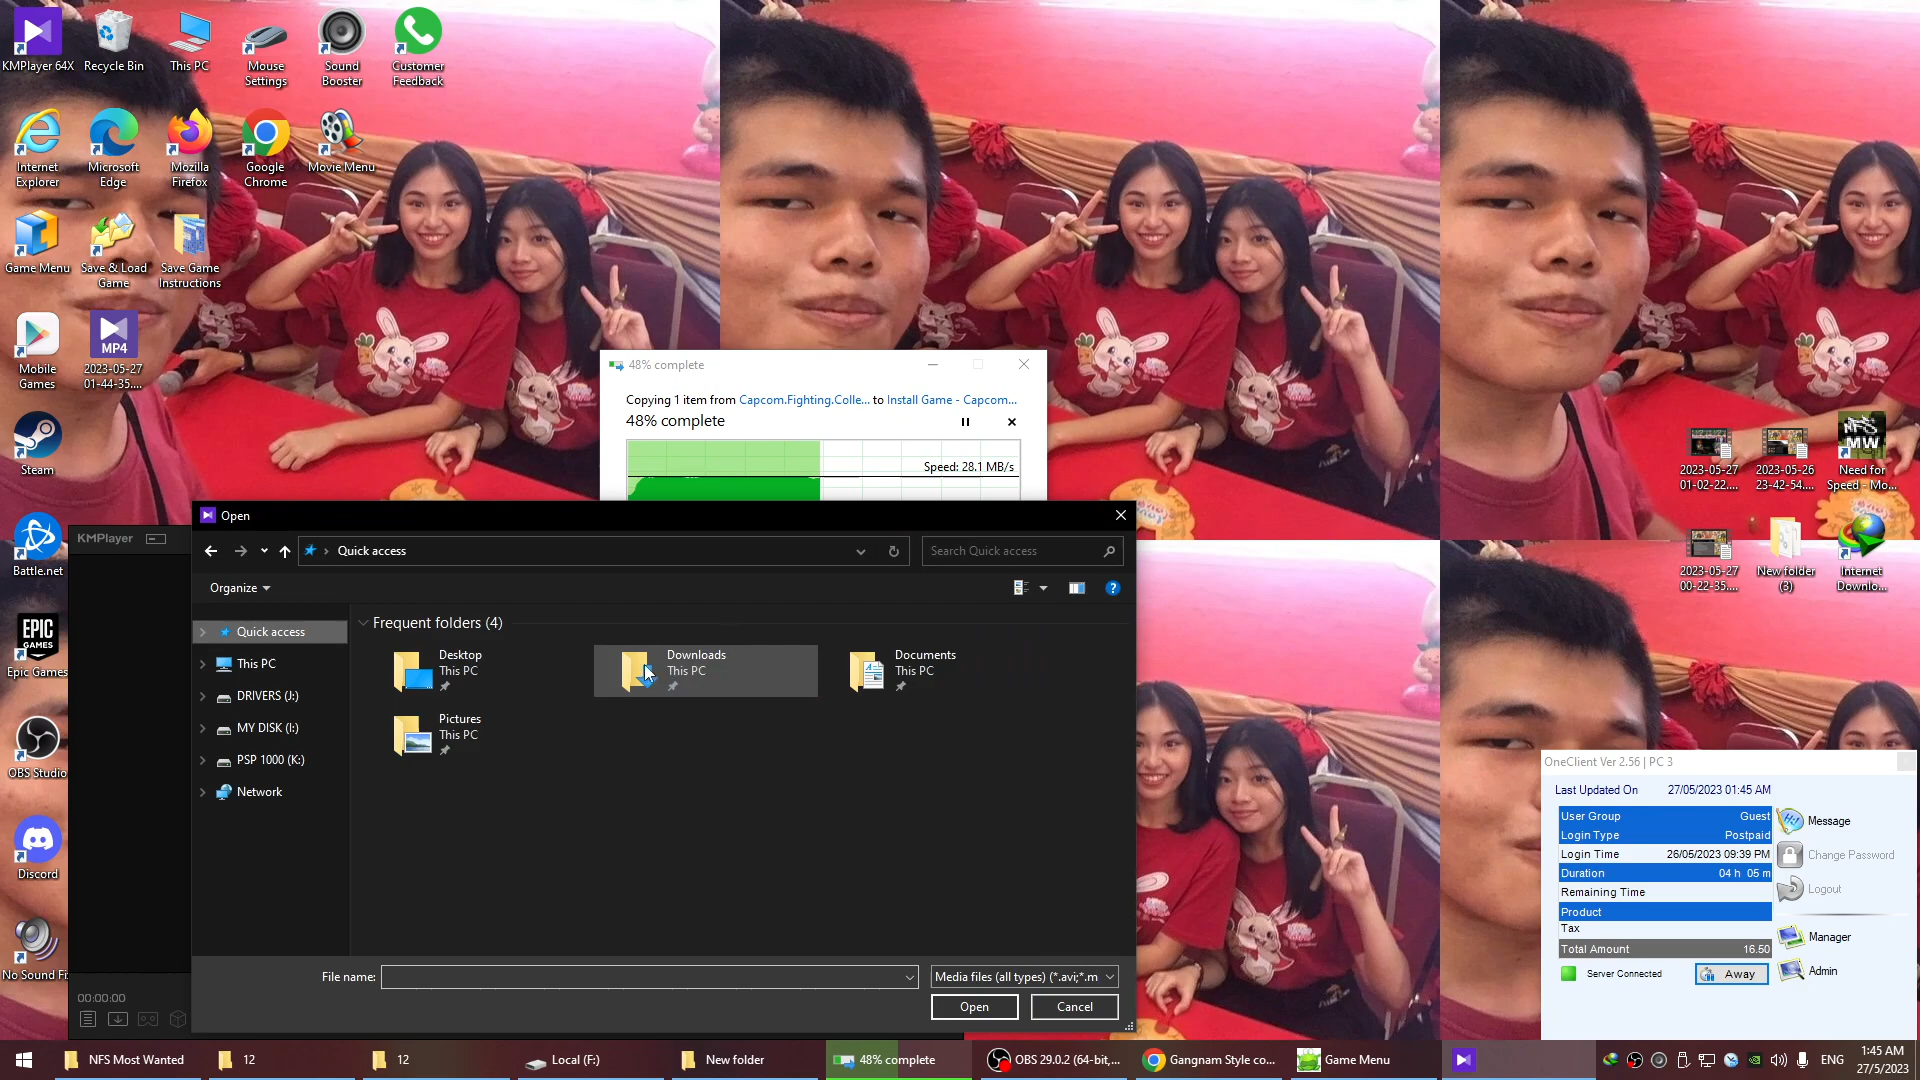 KMPlayer 64X
Recycle Bin
This PC
Mouse
Settings
Sound
Booster
Customer
Feedback
Internet
Explorer
Microsoft
Edge
Mozilla
Firefox
Google
Chrome
Movie Menu
Game Menu
Save & Load
Game
Save Game
Instructions
Mobile
Games
MP4
2023-05-27
01-44-35....
Steam
Battle.net
EPIC
GAMES
Epic Games
OBS Studio
Discord
No Sound Fi
48% complete
Copying 1 item from Capcom.Fighting.Colle... to Install Game - Capcom...
48% complete
Speed: 28.1 MB/s
KMPlayer
00:00:00
Open
Quick access
Search Quick access
Organize
Quick access
This PC
DRIVERS (J:)
MY DISK (I:)
PSP 1000 (K:)
Network
Frequent folders (4)
Desktop
This PC
Downloads
This PC
Documents
This PC
Pictures
This PC
File name:
Media files (all types) (*.avi;*.m
Open
Cancel
2023-05-27
01-02-22....
2023-05-26
23-42-54....
NFS
MW
Need for
Speed - Mo...
2023-05-27
00-22-35....
New folder
(3)
Internet
Downlo...
OneClient Ver 2.56 | PC 3
Last Updated On 27/05/2023 01:45 AM
User Group Guest
Login Type Postpaid
Login Time 26/05/2023 09:39 PM
Duration 04 h 05 m
Remaining Time
Product
Tax
Total Amount 16.50
Server Connected
Away
Message
Change Password
Logout
Manager
Admin
NFS Most Wanted
12
12
Local (F:)
New folder
48% complete
OBS 29.0.2 (64-bit,...
Gangnam Style co...
Game Menu
ENG
1:45 AM
27/5/2023